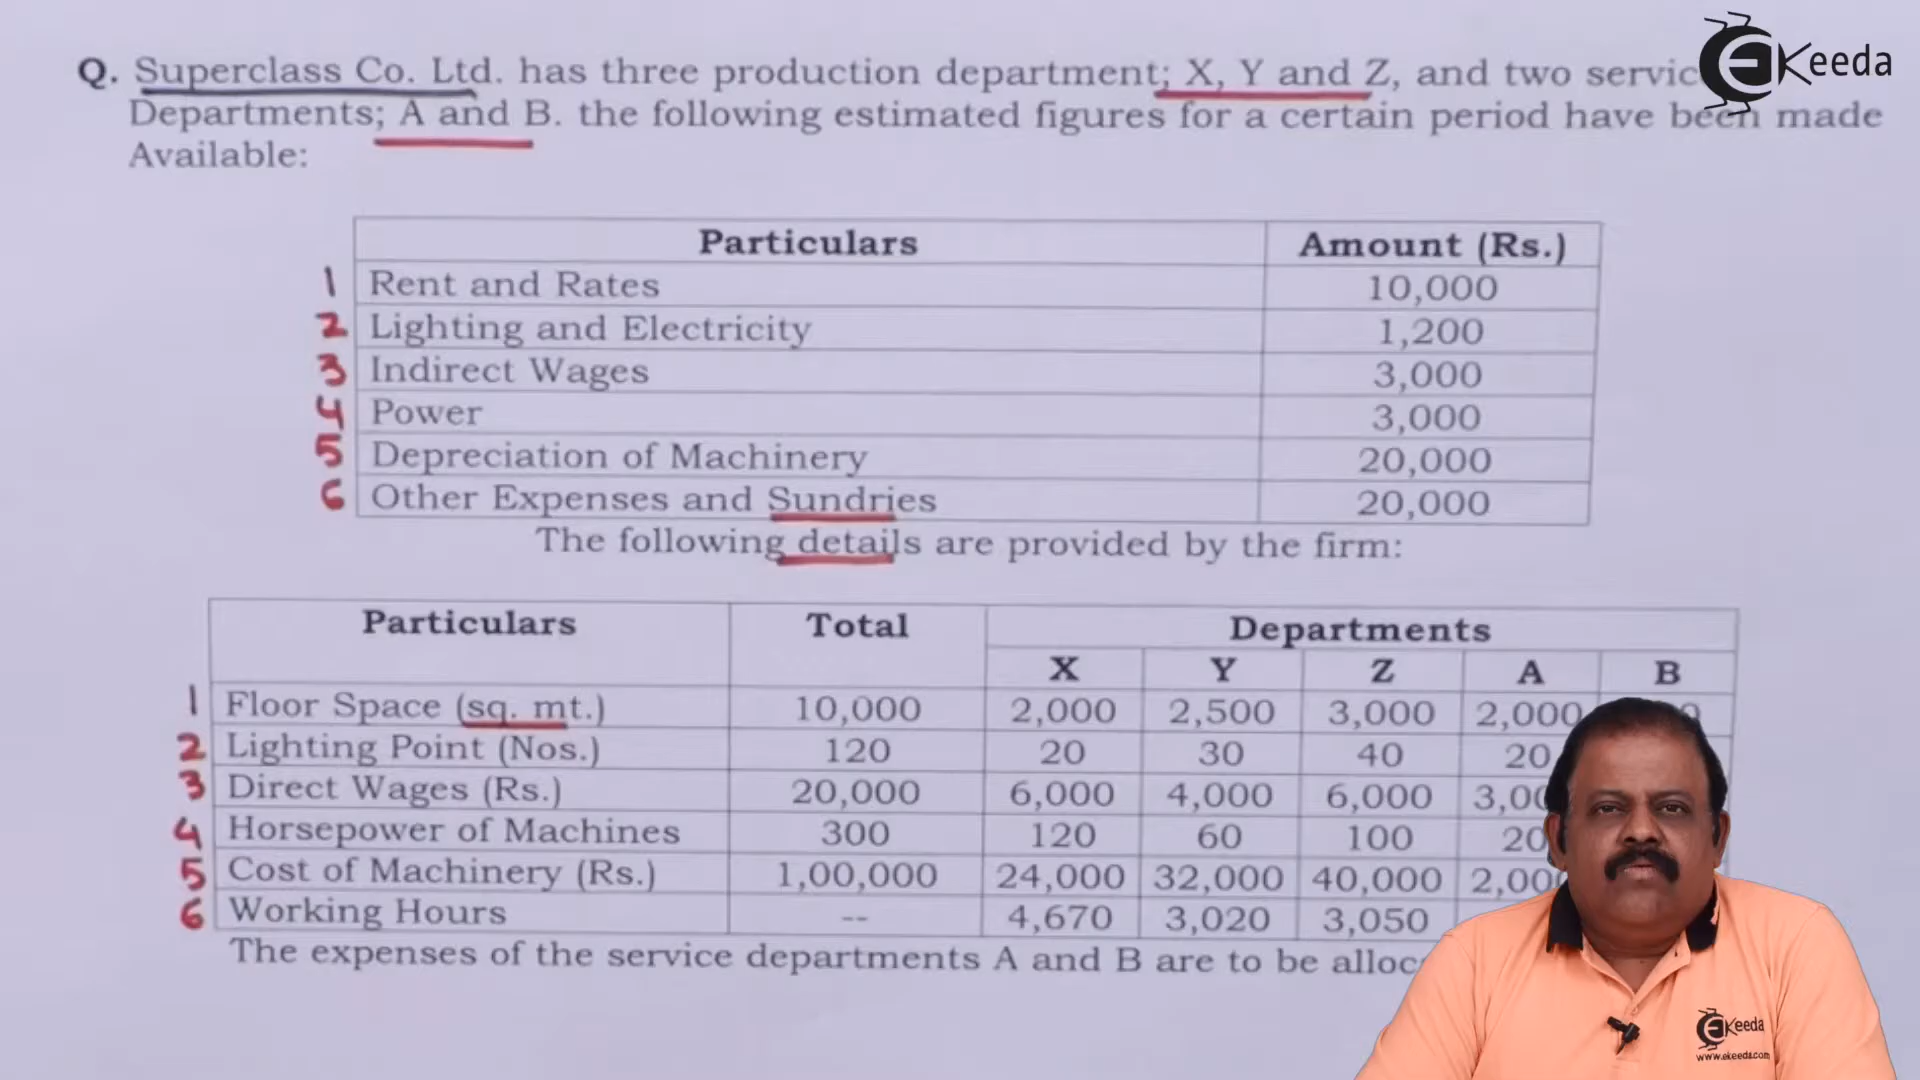 Q. Superclass Co. Ltd. has three production department; X, Y and Z, and two
Keeda
Departments; A and B. the following estimated figures for a certain period have been made
Available:
Particulars Amount (Rs.)
1 Rent and Rates 10,000
2 Lighting and Electricity 1,200
3 Indirect Wages 3,000
4 Power 3,000
5 Depreciation of Machinery 20,000
6 Other Expenses and Sundries 20,000
The following details are provided by the firm:
Particulars Total Departments
X Y Z A B
1 Floor Space (sq. mt.) 10,000 2,000 2,500 3,000 2,000
2 Lighting Point (Nos.) 120 20 30 40 20
3 Direct Wages (Rs.) 20,000 6,000 4,000 6,000
4 Horsepower of Machines 300 120 60 100 20
5 Cost of Machinery (Rs.) 1,00,000 24,000 32,000 40,000
6 Working Hours -- 4,670 3,020 3,050
The expenses of the service departments A and B are to be
Keeda
www.ekeeda.com